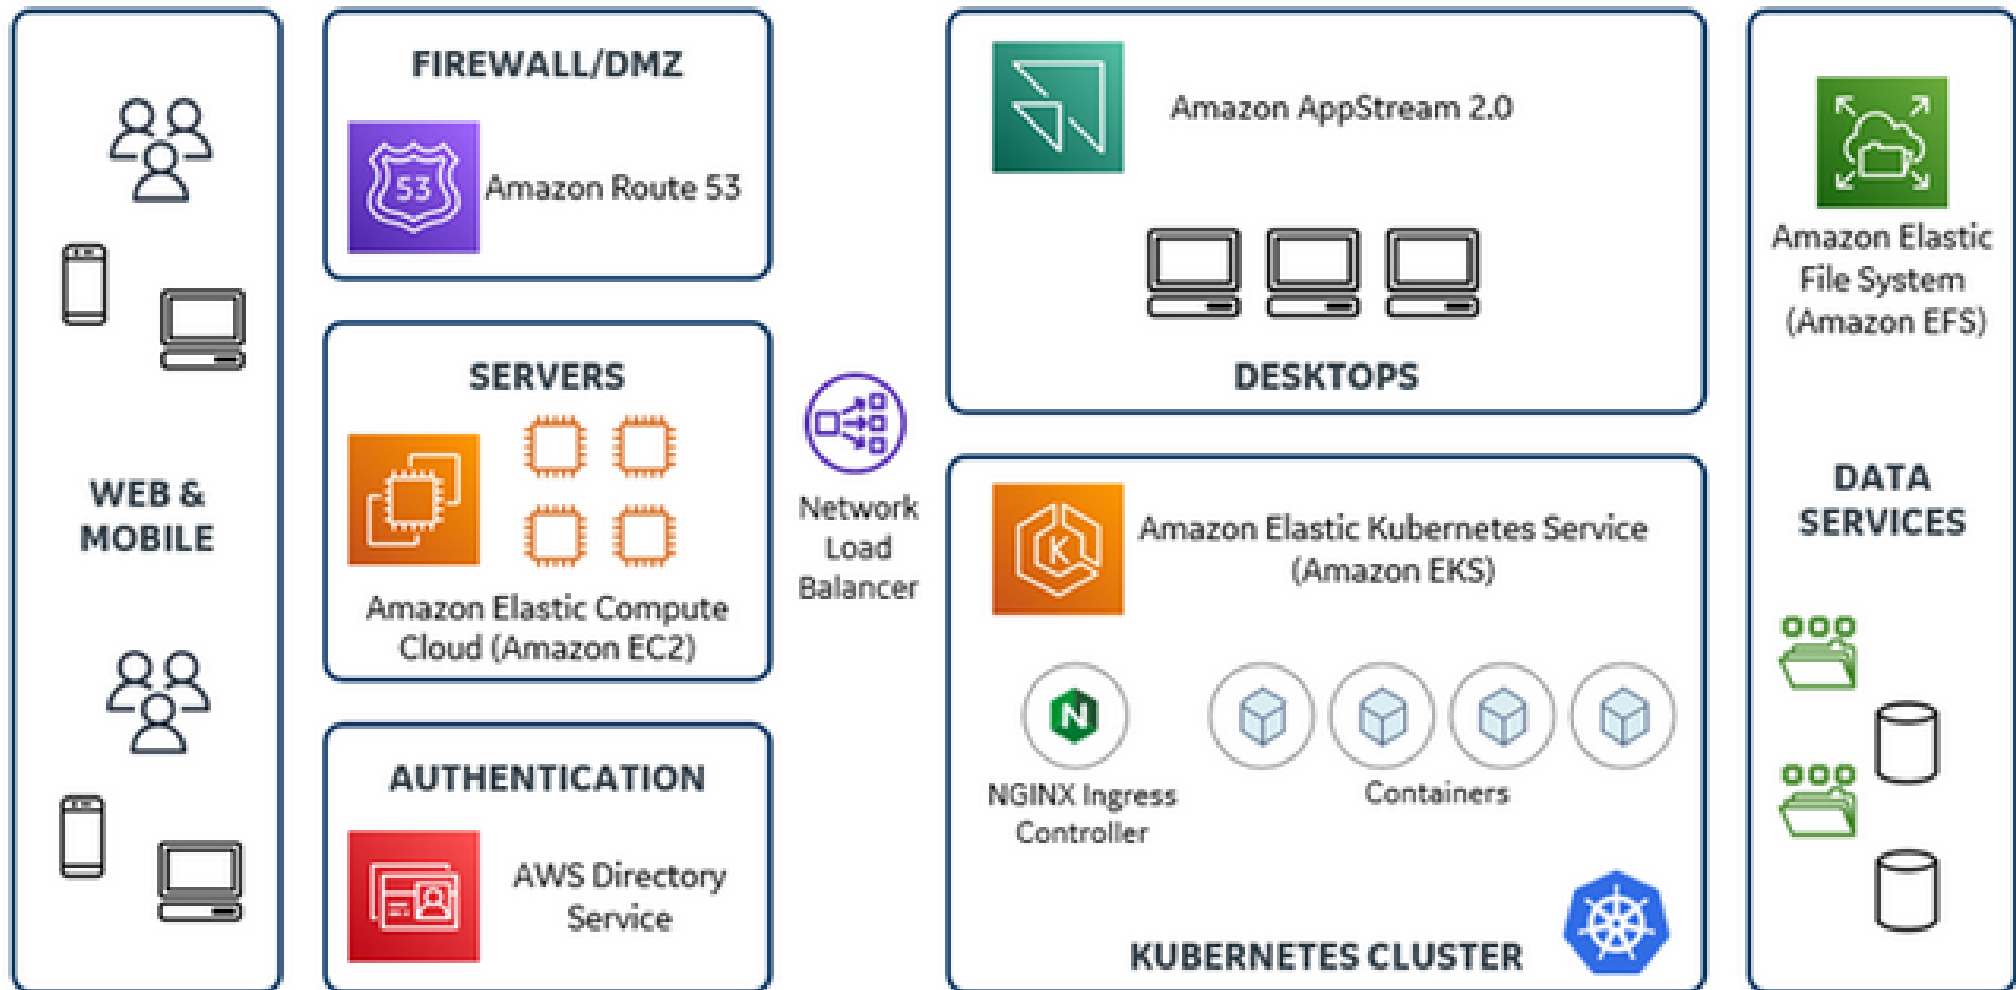 WEB &
MOBILE
FIREWALL/DMZ
53
Amazon Route 53
SERVERS
Amazon Elastic Compute
Cloud (Amazon EC2)
AUTHENTICATION
AWS Directory
Service
Network
Load
Balancer
Amazon AppStream 2.0
DESKTOPS
K
Amazon Elastic Kubernetes Service
(Amazon EKS)
N
NGINX Ingress
Controller
Containers
KUBERNETES CLUSTER
Amazon Elastic
File System
(Amazon EFS)
DATA
SERVICES